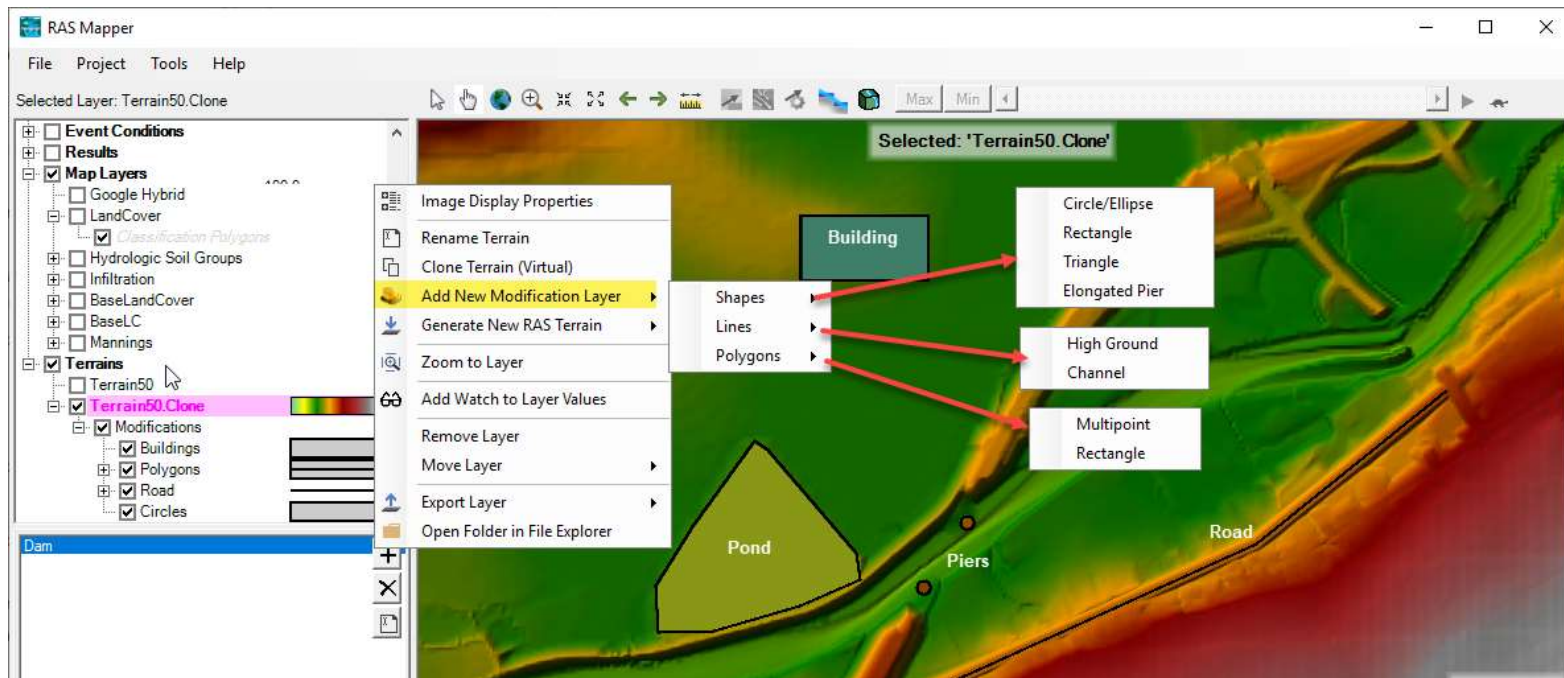 RAS Mapper
File Project Tools Help
Selected Layer: Terrain50.Clone
Max Min
Event Conditions
Results
Map Layers
Google Hybrid
LandCover
Classification Polygons
Hydrologic Soil Groups
Infiltration
BaseLandCover
BaseLC
Mannings
Terrains
Terrain50
Terrain50.Clone
Modifications
Buildings
Polygons
Road
Circles
Dam
Image Display Properties
Rename Terrain
Clone Terrain (Virtual)
Add New Modification Layer
Generate New RAS Terrain
Zoom to Layer
Add Watch to Layer Values
Remove Layer
Move Layer
Export Layer
Open Folder in File Explorer
Shapes
Lines
Polygons
Selected: 'Terrain50.Clone'
Circle/Ellipse
Rectangle
Triangle
Elongated Pier
High Ground
Channel
Multipoint
Rectangle
Building
Pond
Piers
Road